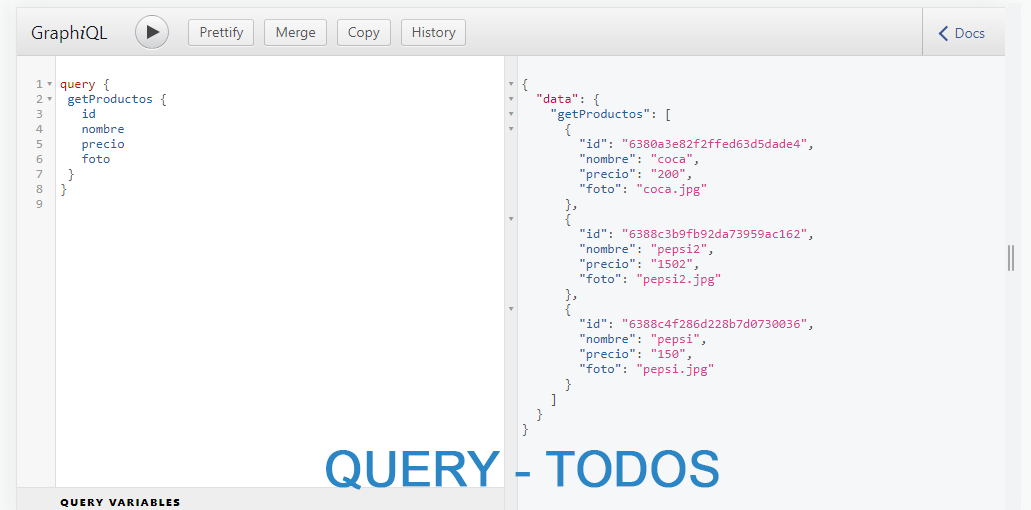 GraphiQL Prettify Merge Copy History Docs
1 query {
2 getProductos {
3 id
4 nombre
5 precio
6 foto
7 }
8 }
9
{
"data": {
"getProductos": [
{
"id": "6380a3e82f2ffed63d5dade4",
"nombre": "coca",
"precio": "200",
"foto": "coca.jpg"
},
{
"id": "6388c3b9fb92da73959ac162",
"nombre": "pepsi2",
"precio": "1502",
"foto": "pepsi2.jpg"
},
{
"id": "6388c4f286d228b7d0730036",
"nombre": "pepsi",
"precio": "150",
"foto": "pepsi.jpg"
}
]
}
}
QUERY - TODOS
QUERY VARIABLES